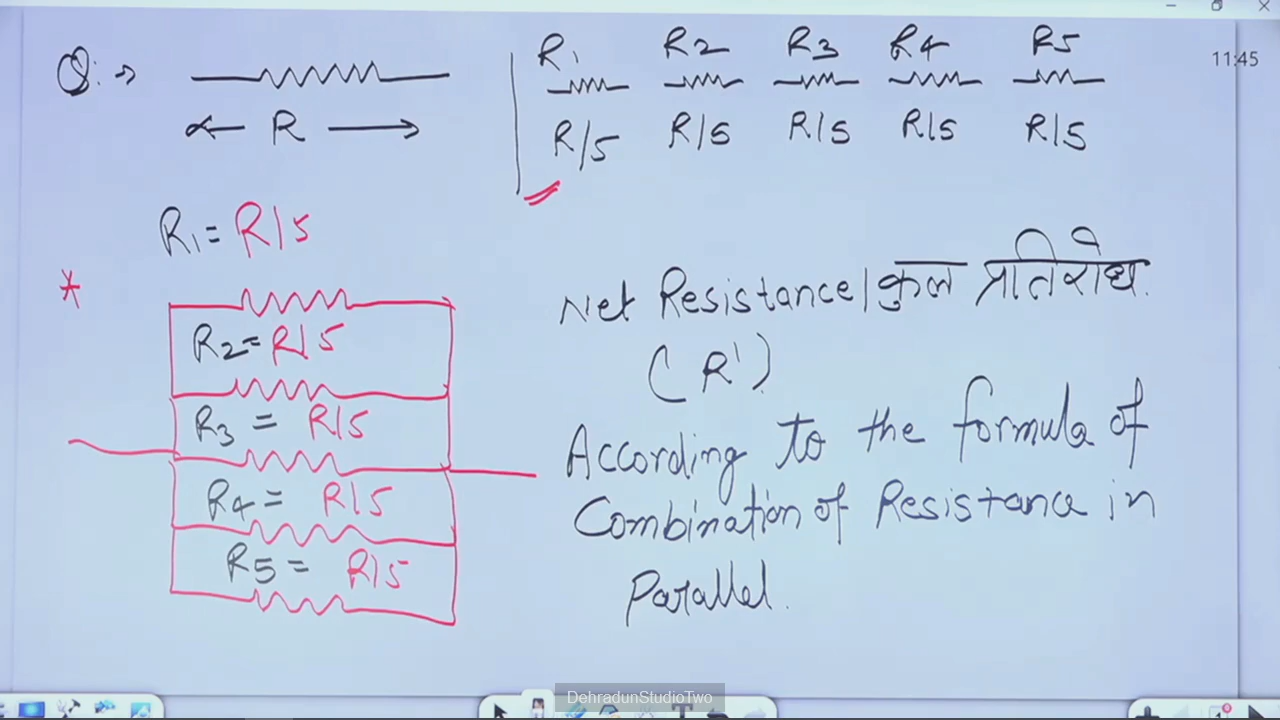 Q:→
R
R1 R2 R3 R4 R5
R/5 R/5 R/5 R/5 R/5
11:45
R1= R/5
*
R2= R/5
R3 = R/5
R4 = R/5
R5 = R/5
Net Resistance/कुल प्रतिरोध.
(R')
According to the formula of
Combination of Resistance in
Parallel.
DehradunStudioTwo